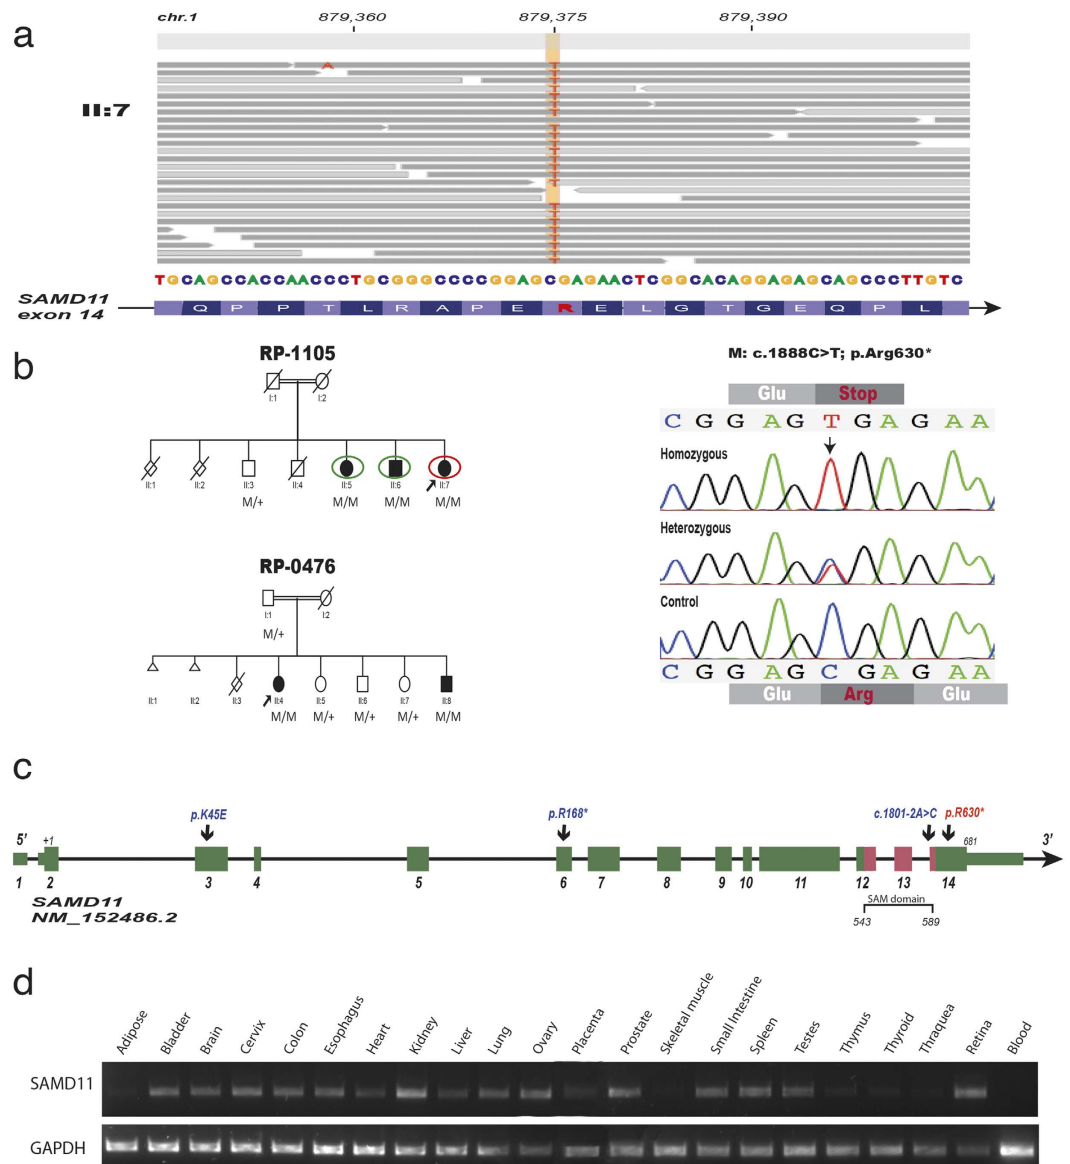 a
chr.1 879,360 879,375 879,390
A
II:7
T
TGCAGCCACCAACCCTGCGGGCCCCGGAGCGAGAACTCGGCACAGGAGAGCAGCCCTTGTC
SAMD11
exon 14
Q P P T L R A P E R E L G T G E Q P L
b
RP-1105
I:1 I:2
II:1 II:2 II:3 II:4 II:5 II:6 II:7
M/+ M/M M/M M/M
RP-0476
I:1 I:2
M/+
II:1 II:2 II:3 II:4 II:5 II:6 II:7 II:8
M/M M/+ M/+ M/+ M/M
M: c.1888C>T; p.Arg630*
Glu Stop
C G G A G T G A G A A
Homozygous
Heterozygous
Control
C G G A G C G A G A A
Glu Arg Glu
c
p.K45E p.R168* c.1801-2A>C p.R630*
5' +1 681 3'
1 2 3 4 5 6 7 8 9 10 11 12 13 14
SAMD11
NM_152486.2
SAM domain
543 589
d
Adipose Bladder Brain Cervix Colon Esophagus Heart Kidney Liver Lung Ovary Placenta Prostate Skeletal muscle Small Intestine Spleen Testes Thymus Thyroid Thraquea Retina Blood
SAMD11
GAPDH